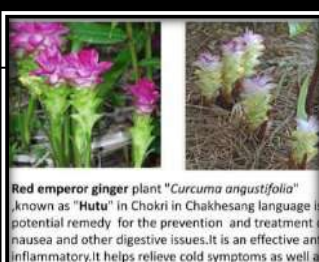 Red emperor ginger plant "Curcuma angustifolia"
,known as "Hutu" in Chokri in Chakhesang language is
potential remedy for the prevention and treatment
nausea and other digestive issues.It is an effective
inflammatory.It helps relieve cold symptoms as well a